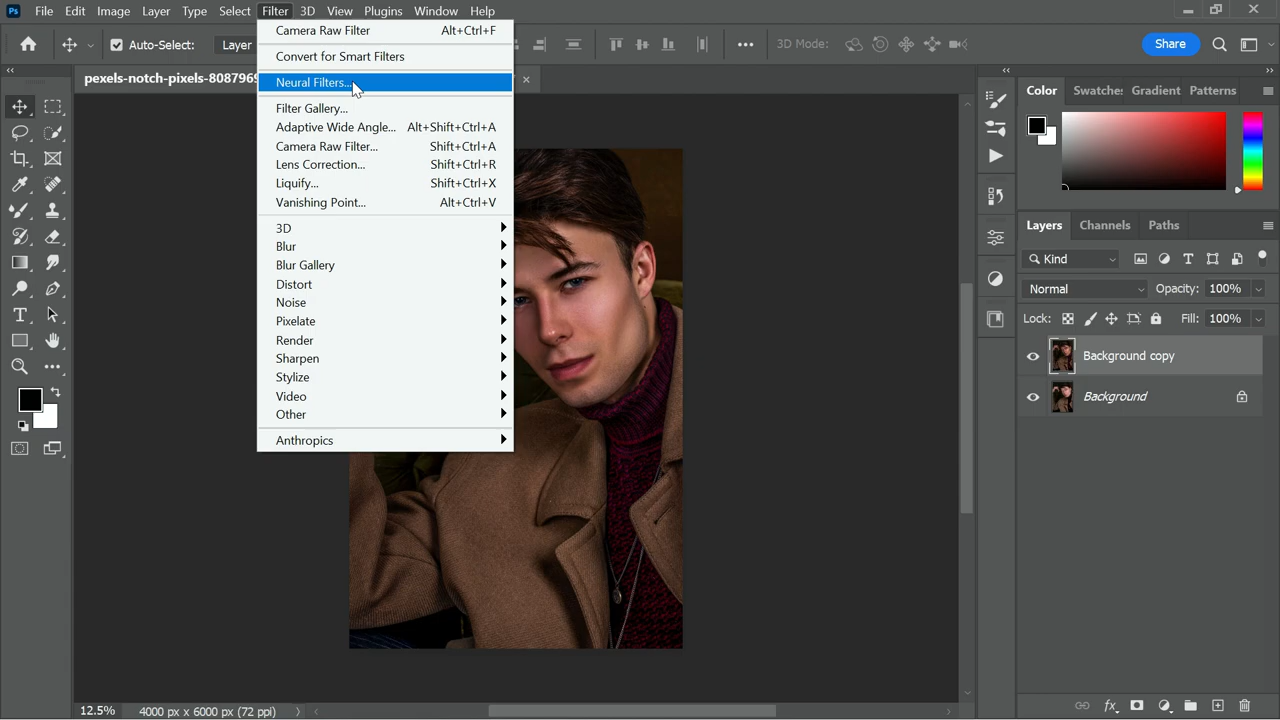 Ps File Edit Image Layer Type Select Filter 3D View Plugins Window Help
Auto-Select: Layer 3D Mode: Share
pexels-notch-pixels-8087969
Camera Raw Filter Alt+Ctrl+F
Convert for Smart Filters
Neural Filters...
Filter Gallery...
Adaptive Wide Angle... Alt+Shift+Ctrl+A
Camera Raw Filter... Shift+Ctrl+A
Lens Correction... Shift+Ctrl+R
Liquify... Shift+Ctrl+X
Vanishing Point... Alt+Ctrl+V
3D
Blur
Blur Gallery
Distort
Noise
Pixelate
Render
Sharpen
Stylize
Video
Other
Anthropics
Color Swatches Gradient Patterns
Layers Channels Paths
Kind
Normal Opacity: 100%
Lock: Fill: 100%
Background copy
Background
fx
12.5% 4000 px x 6000 px (72 ppi)